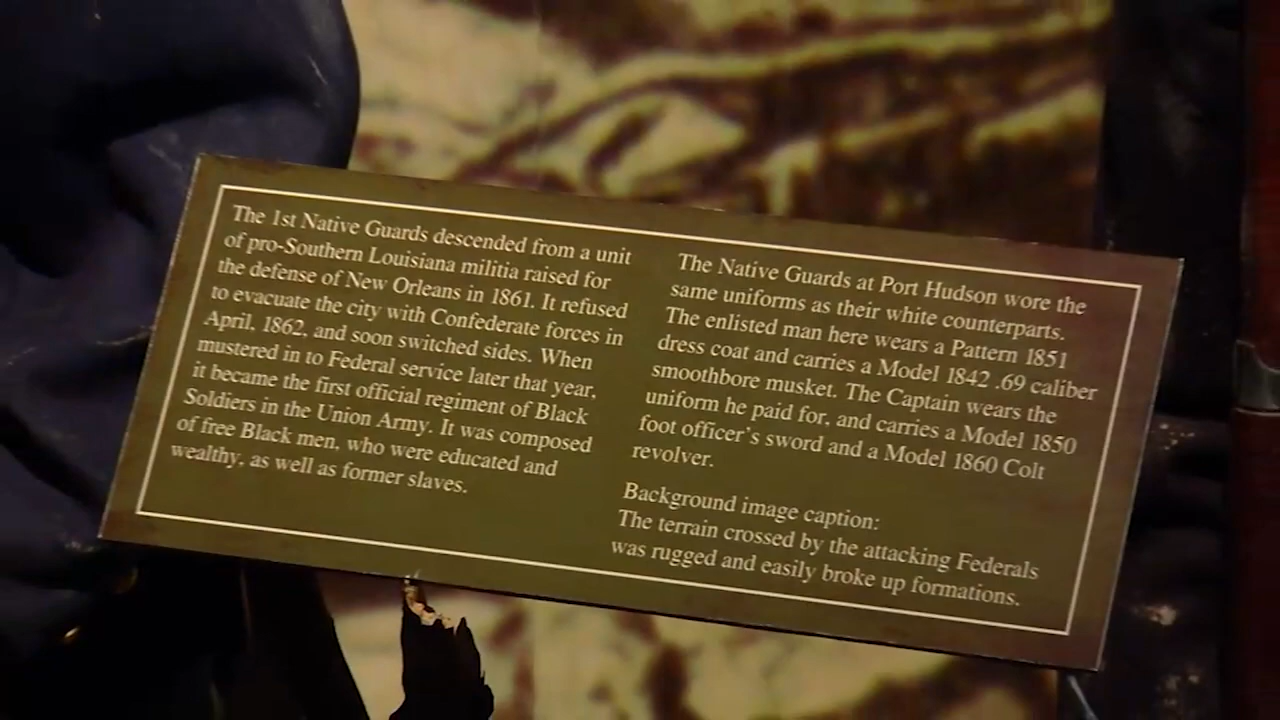 The 1st Native Guards descended from a unit
of pro-Southern Louisiana militia raised for
the defense of New Orleans in 1861. It refused
to evacuate the city with Confederate forces in
April, 1862, and soon switched sides. When
mustered in to Federal service later that year,
it became the first official regiment of Black
Soldiers in the Union Army. It was composed
of free Black men, who were educated and
wealthy, as well as former slaves.
The Native Guards at Port Hudson wore the
same uniforms as their white counterparts.
The enlisted man here wears a Pattern 1851
dress coat and carries a Model 1842 .69 caliber
smoothbore musket. The Captain wears the
uniform he paid for, and carries a Model 1850
foot officer's sword and a Model 1860 Colt
revolver.
Background image caption:
The terrain crossed by the attacking Federals
was rugged and easily broke up formations.